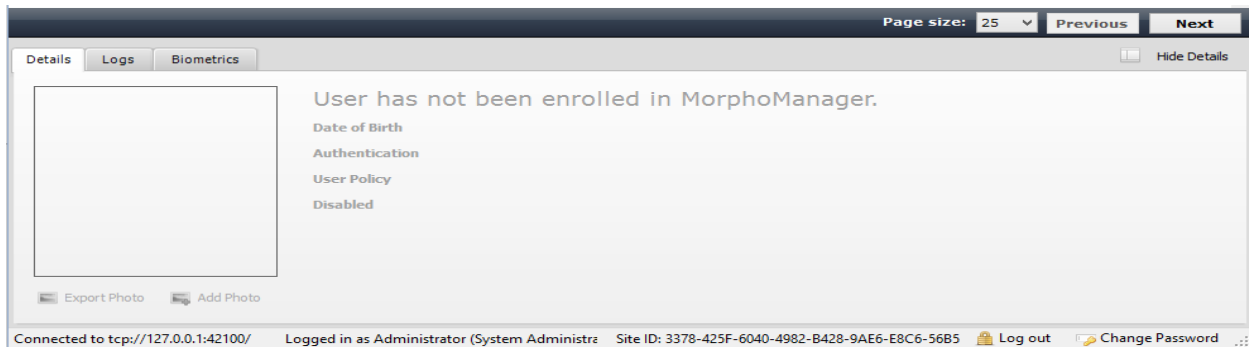 Page size: 25 Previous Next
Details Logs Biometrics Hide Details
User has not been enrolled in MorphoManager.
Date of Birth
Authentication
User Policy
Disabled
Export Photo Add Photo
Connected to tcp://127.0.0.1:42100/ Logged in as Administrator (System Administra Site ID: 3378-425F-6040-4982-B428-9AE6-E8C6-56B5 Log out Change Password